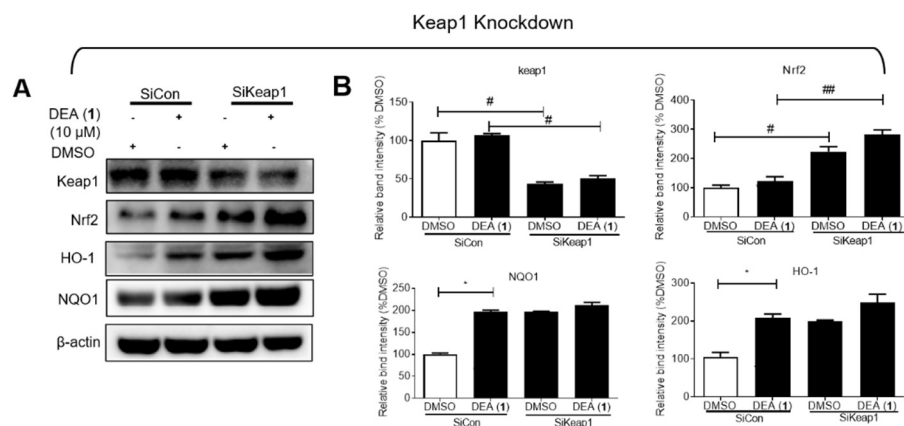 Keap1 Knockdown
A
SiCon SiKeap1
DEA (1) - + - +
(10 μM)
DMSO + - + -
Keap1
Nrf2
HO-1
NQO1
β-actin
B
keap1
Relative band intensity (% DMSO)
150
100
50
0
#
#
DMSO DEA (1) DMSO DEA (1)
SiCon SiKeap1
Nrf2
Relative band intensity (% DMSO)
400
300
200
100
0
##
#
DMSO DEA (1) DMSO DEA (1)
SiCon SiKeap1
NQO1
Relative bind intensity (%DMSO)
300
200
100
0
*
DMSO DEA (1) DMSO DEA (1)
SiCon SiKeap1
HO-1
Relative bind intensity (%DMSO)
300
200
100
0
*
DMSO DEA (1) DMSO DEA (1)
SiCon SiKeap1